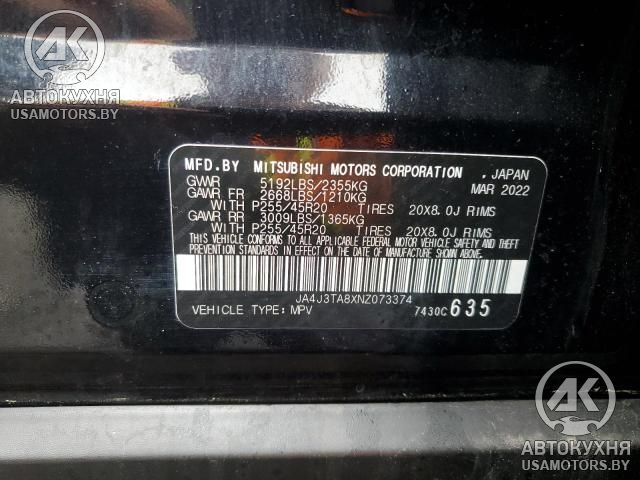 АК
АВТОКУХНЯ
USAMOTORS.BY
MFD.BY MITSUBISHI MOTORS CORPORATION , JAPAN
GVWR 5192LBS/2355KG MAR 2022
GAWR FR 2668LBS/1210KG
WITH P255/45R20 TIRES 20X8.0J RIMS
GAWR RR 3009LBS/1365KG
WITH P255/45R20 TIRES 20X8.0J RIMS
THIS VEHICLE CONFORMS TO ALL APPLICABLE FEDERAL MOTOR VEHICLE SAFETY AND THEFT
PREVENTION STANDARDS IN EFFECT ON THE DATE OF MANUFACTURE SHOWN ABOVE.
JA4J3TA8XNZ073374
VEHICLE TYPE: MPV 7430C 635
АК
АВТОКУХНЯ
USAMOTORS.BY